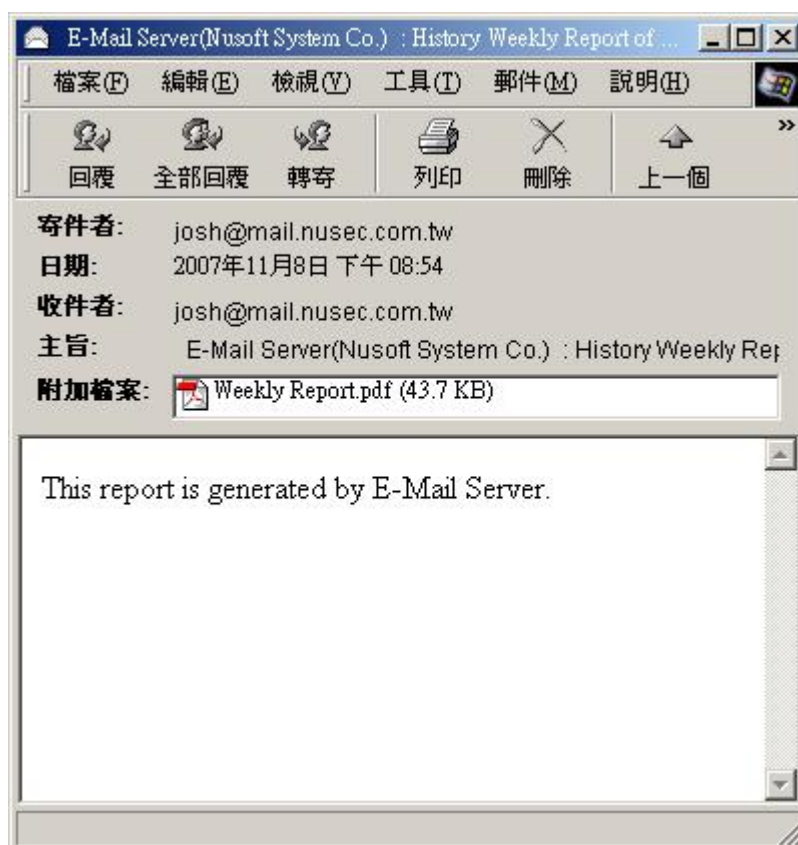 E-Mail Server(Nusoft System Co.) : History Weekly Report of ...
檔案(F) 編輯(E) 檢視(V) 工具(T) 郵件(M) 說明(H)
回覆 全部回覆 轉寄 列印 刪除 上一個 »
寄件者: josh@mail.nusec.com.tw
日期: 2007年11月8日 下午 08:54
收件者: josh@mail.nusec.com.tw
主旨: E-Mail Server(Nusoft System Co.) : History Weekly Rep
附加檔案: Weekly Report.pdf (43.7 KB)
This report is generated by E-Mail Server.